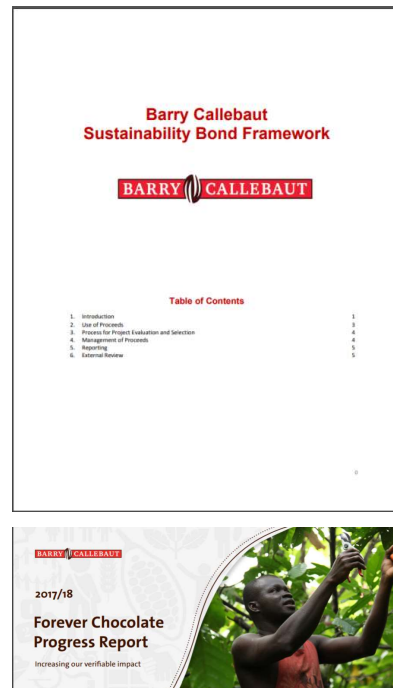 Barry Callebaut
Sustainability Bond Framework
BARRY CALLEBAUT
Table of Contents
1. Introduction 1
2. Use of Proceeds 3
3. Process for Project Evaluation and Selection 4
4. Management of Proceeds 4
5. Reporting 5
6. External Review 5
0
BARRY CALLEBAUT
2017/18
Forever Chocolate
Progress Report
Increasing our verifiable impact